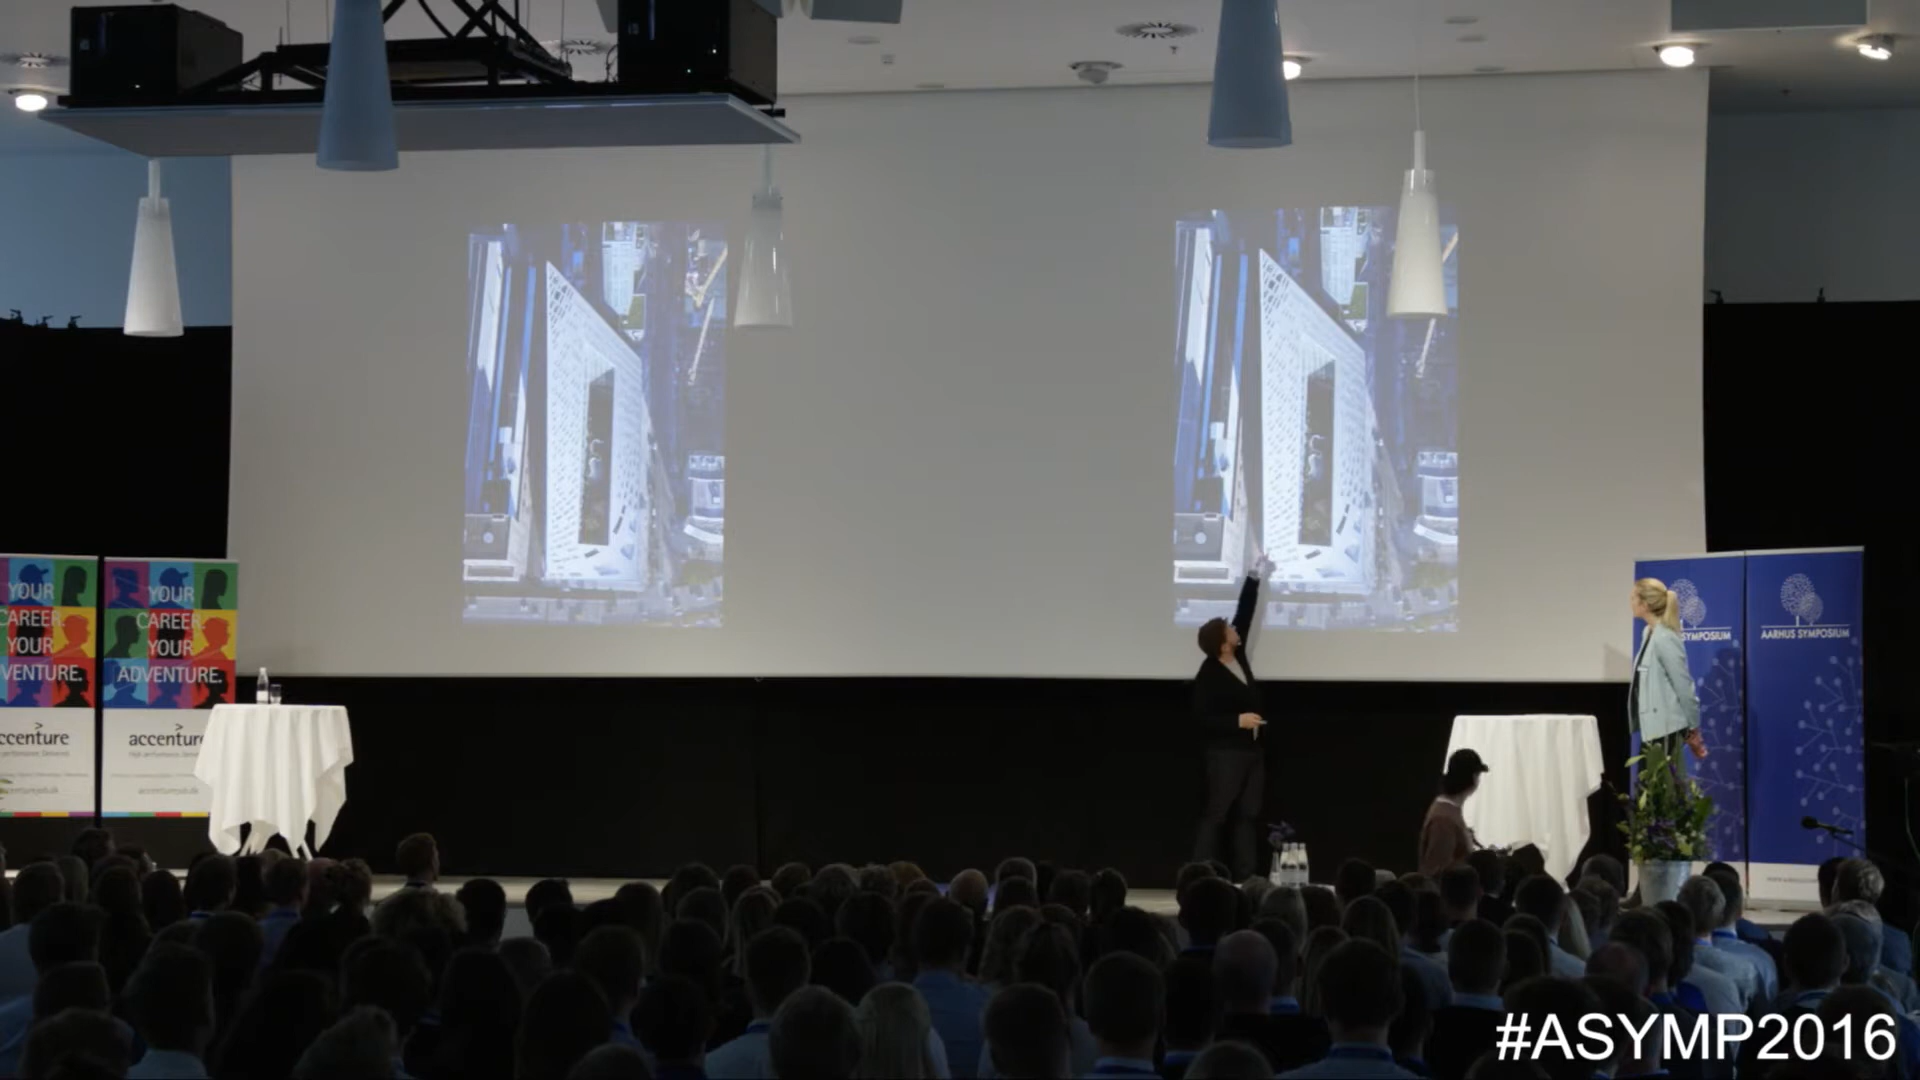 YOUR
CAREER.
YOUR
VENTURE.
accenture
YOUR
CAREER.
YOUR
ADVENTURE.
accenture
SYMPOSIUM
AARHUS SYMPOSIUM
#ASYMP2016